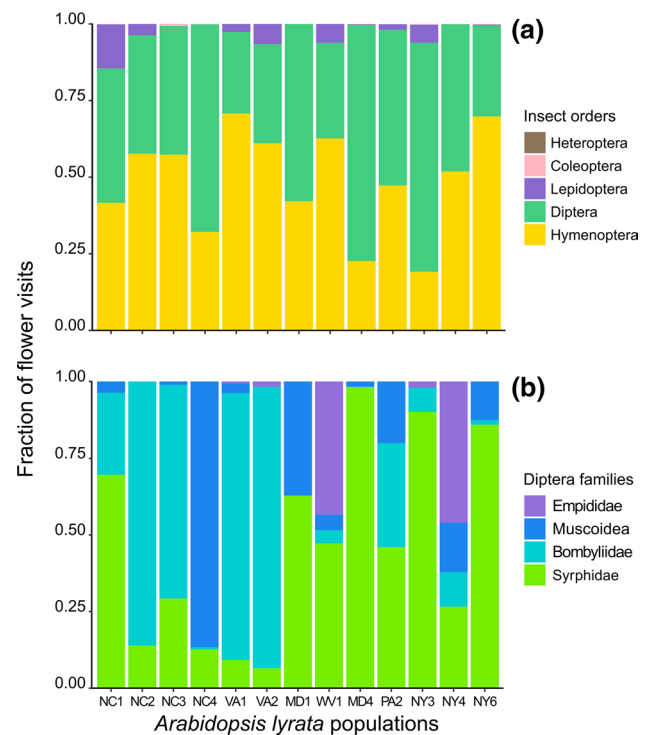 1.00
0.75
0.50
0.25
0.00
(a)
Insect orders
Heteroptera
Coleoptera
Lepidoptera
Diptera
Hymenoptera
Fraction of flower visits
1.00
0.75
0.50
0.25
0.00
(b)
Diptera families
Empididae
Muscoidea
Bombyliidae
Syrphidae
NC1 NC2 NC3 NC4 VA1 VA2 MD1 WV1 MD4 PA2 NY3 NY4 NY6
Arabidopsis lyrata populations